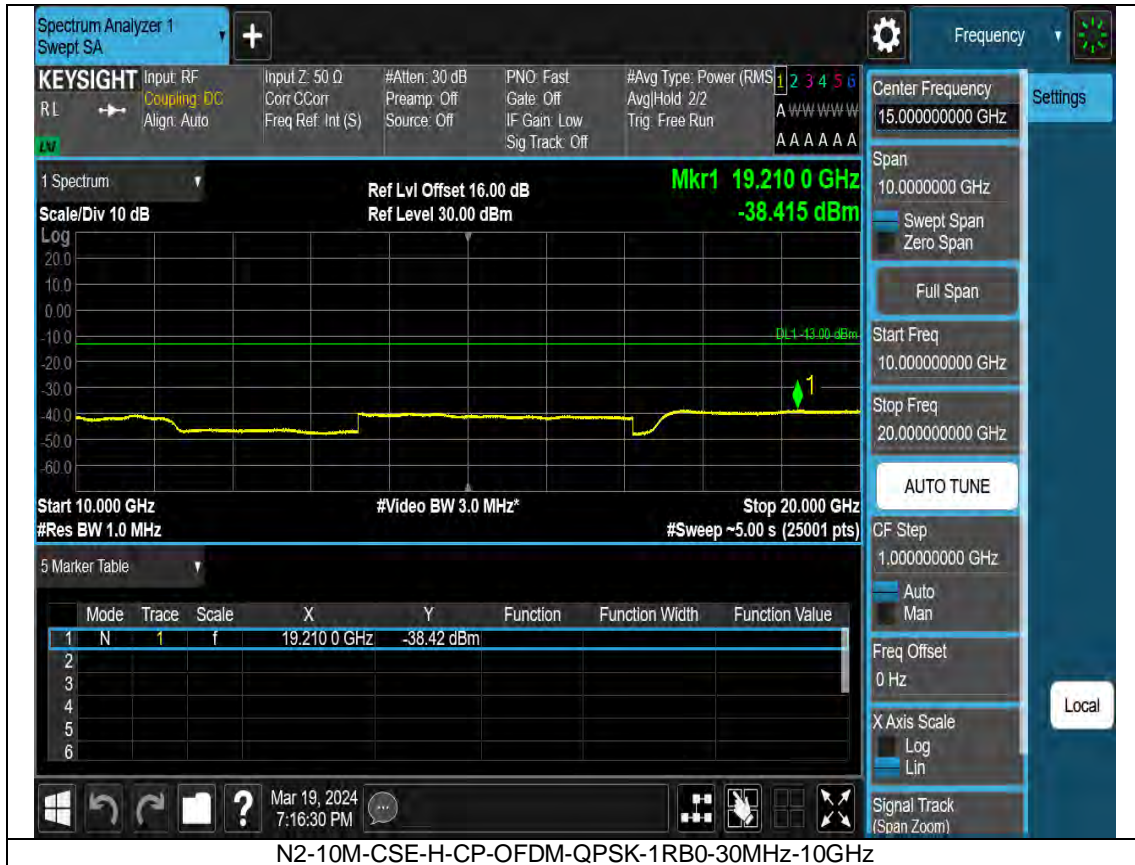 Spectrum Analyzer 1
Swept SA
+
Frequency
KEYSIGHT
RL
LXI
Input: RF
Coupling: DC
Align: Auto
Input Z: 50 Ω
Corr CCorr
Freq Ref: Int (S)
#Atten: 30 dB
Preamp: Off
Source: Off
PNO: Fast
Gate: Off
IF Gain: Low
Sig Track: Off
#Avg Type: Power (RMS
Avg|Hold: 2/2
Trig: Free Run
1 2 3 4 5 6
A W W W W W
A A A A A A
1 Spectrum
Scale/Div 10 dB
Ref Lvl Offset 16.00 dB
Ref Level 30.00 dBm
Mkr1 19.210 0 GHz
-38.415 dBm
Log
20.0
10.0
0.00
-10.0
-20.0
-30.0
-40.0
-50.0
-60.0
DL1 -13.00 dBm
1
Start 10.000 GHz
#Res BW 1.0 MHz
#Video BW 3.0 MHz*
Stop 20.000 GHz
#Sweep ~5.00 s (25001 pts)
5 Marker Table
Mode Trace Scale X Y Function Function Width Function Value
1 N 1 f 19.210 0 GHz -38.42 dBm
2
3
4
5
6
Center Frequency
15.000000000 GHz
Settings
Span
10.0000000 GHz
Swept Span
Zero Span
Full Span
Start Freq
10.000000000 GHz
Stop Freq
20.000000000 GHz
AUTO TUNE
CF Step
1.000000000 GHz
Auto
Man
Freq Offset
0 Hz
X Axis Scale
Log
Lin
Signal Track
(Span Zoom)
Local
?
Mar 19, 2024
7:16:30 PM
N2-10M-CSE-H-CP-OFDM-QPSK-1RB0-30MHz-10GHz